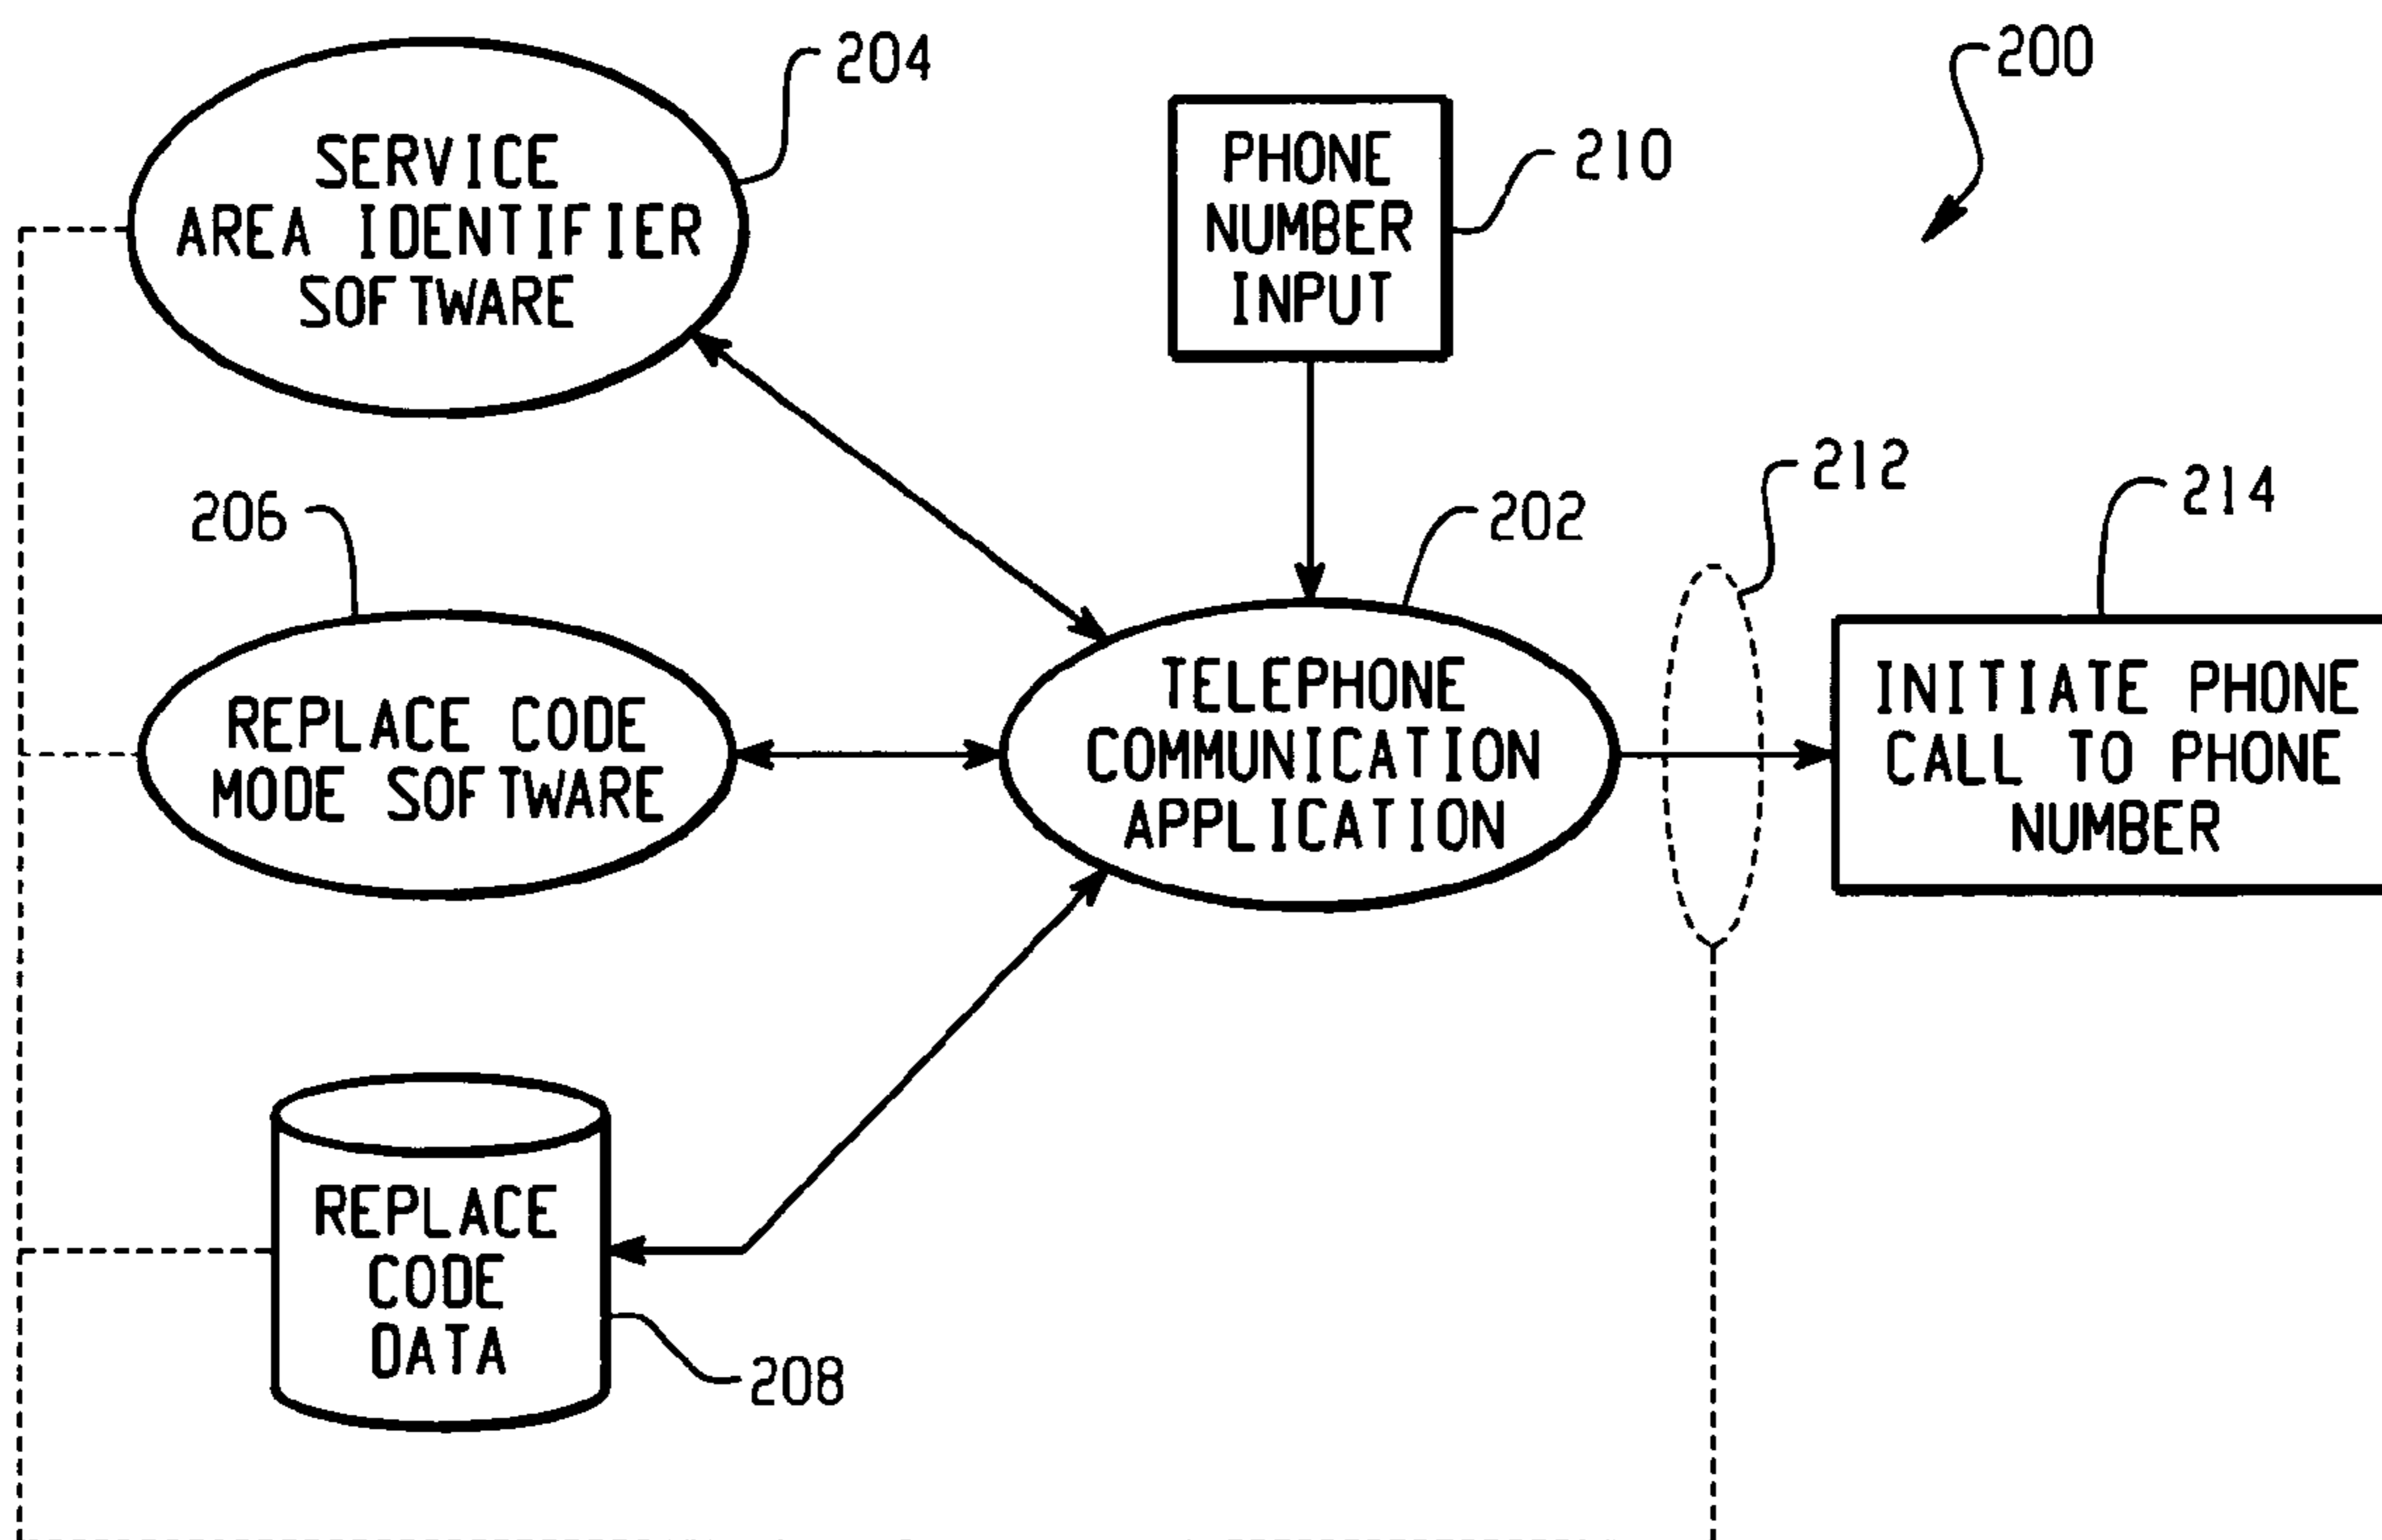 204
200
SERVICE
AREA IDENTIFIER
SOFTWARE
PHONE
NUMBER
INPUT
210
206
202
212
214
REPLACE CODE
MODE SOFTWARE
TELEPHONE
COMMUNICATION
APPLICATION
INITIATE PHONE
CALL TO PHONE
NUMBER
REPLACE
CODE
DATA
208